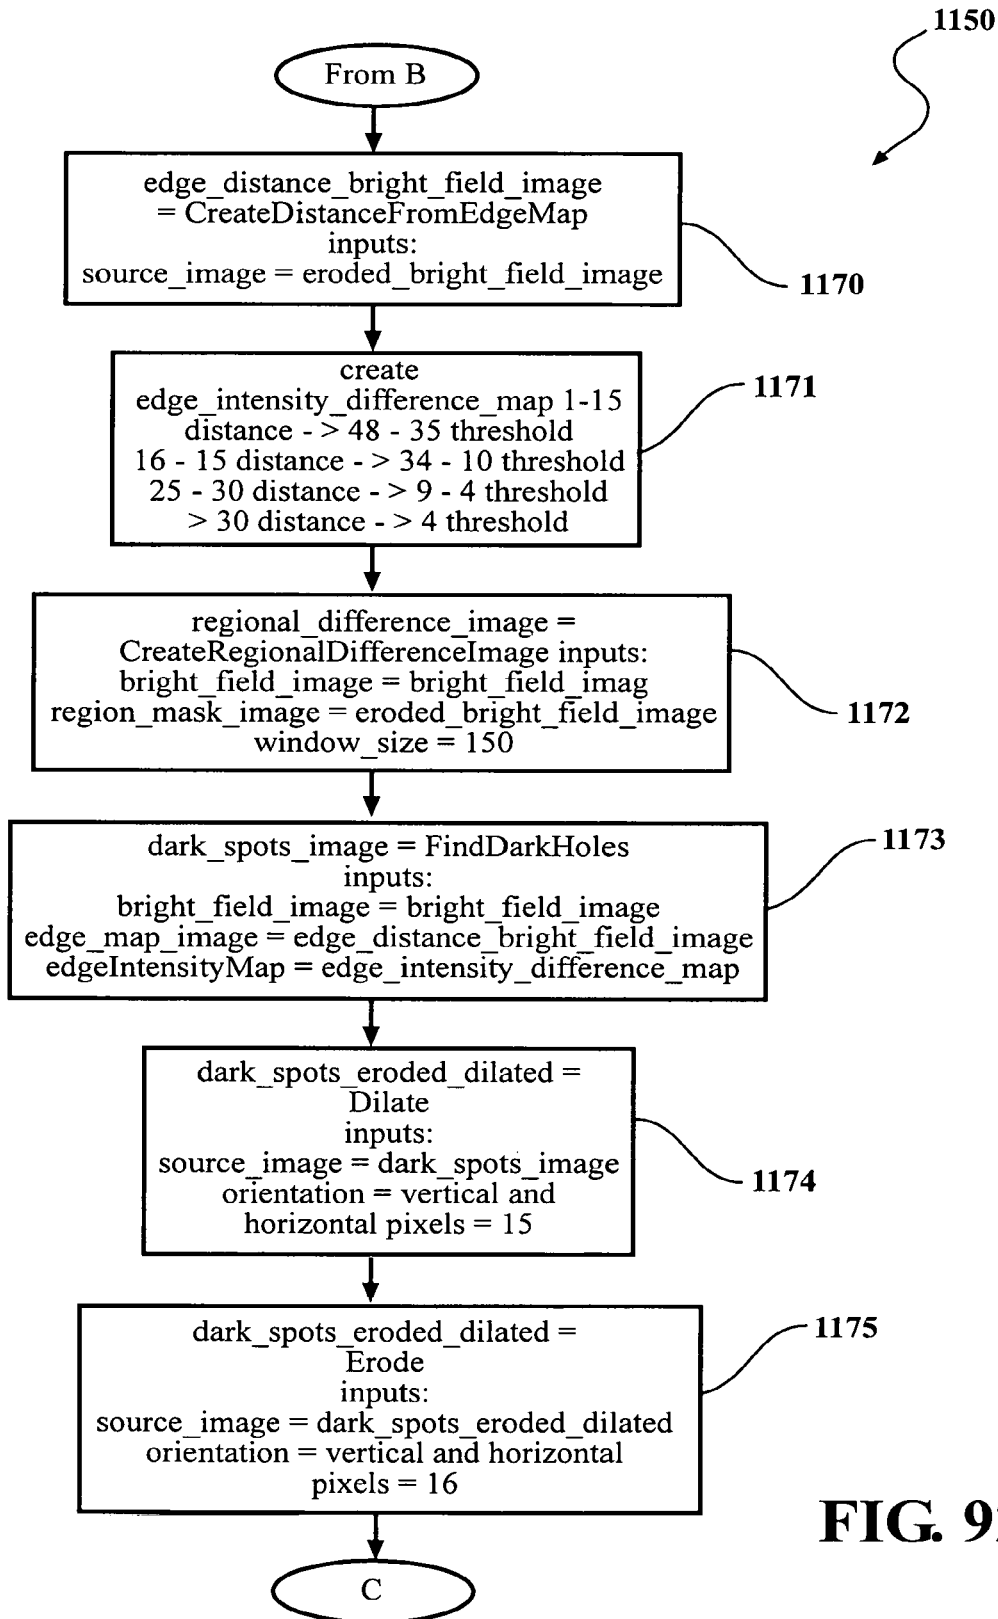 1150
From B
edge_distance_bright_field_image
= CreateDistanceFromEdgeMap
inputs:
source_image = eroded_bright_field_image
1170
create
edge_intensity_difference_map 1-15
distance - > 48 - 35 threshold
16 - 15 distance - > 34 - 10 threshold
25 - 30 distance - > 9 - 4 threshold
> 30 distance - > 4 threshold
1171
regional_difference_image =
CreateRegionalDifferenceImage inputs:
bright_field_image = bright_field_imag
region_mask_image = eroded_bright_field_image
window_size = 150
1172
dark_spots_image = FindDarkHoles
inputs:
bright_field_image = bright_field_image
edge_map_image = edge_distance_bright_field_image
edgeIntensityMap = edge_intensity_difference_map
1173
dark_spots_eroded_dilated =
Dilate
inputs:
source_image = dark_spots_image
orientation = vertical and
horizontal pixels = 15
1174
dark_spots_eroded_dilated =
Erode
inputs:
source_image = dark_spots_eroded_dilated
orientation = vertical and horizontal
pixels = 16
1175
C
FIG.